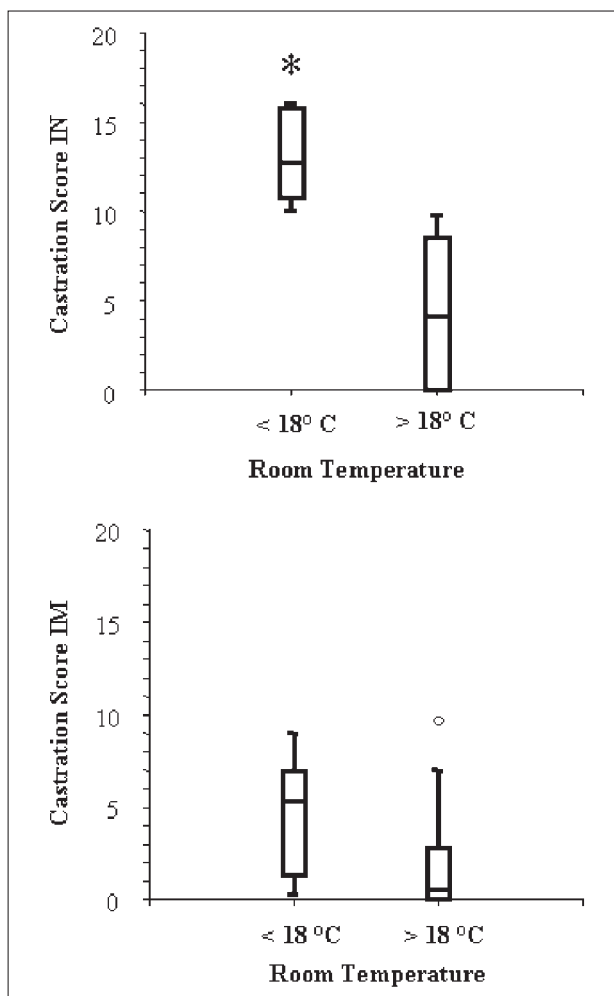 20
15
10
5
0
Castration Score IN
*
< 18° C > 18° C
Room Temperature
20
15
10
5
0
Castration Score IM
< 18 °C > 18 °C
Room Temperature